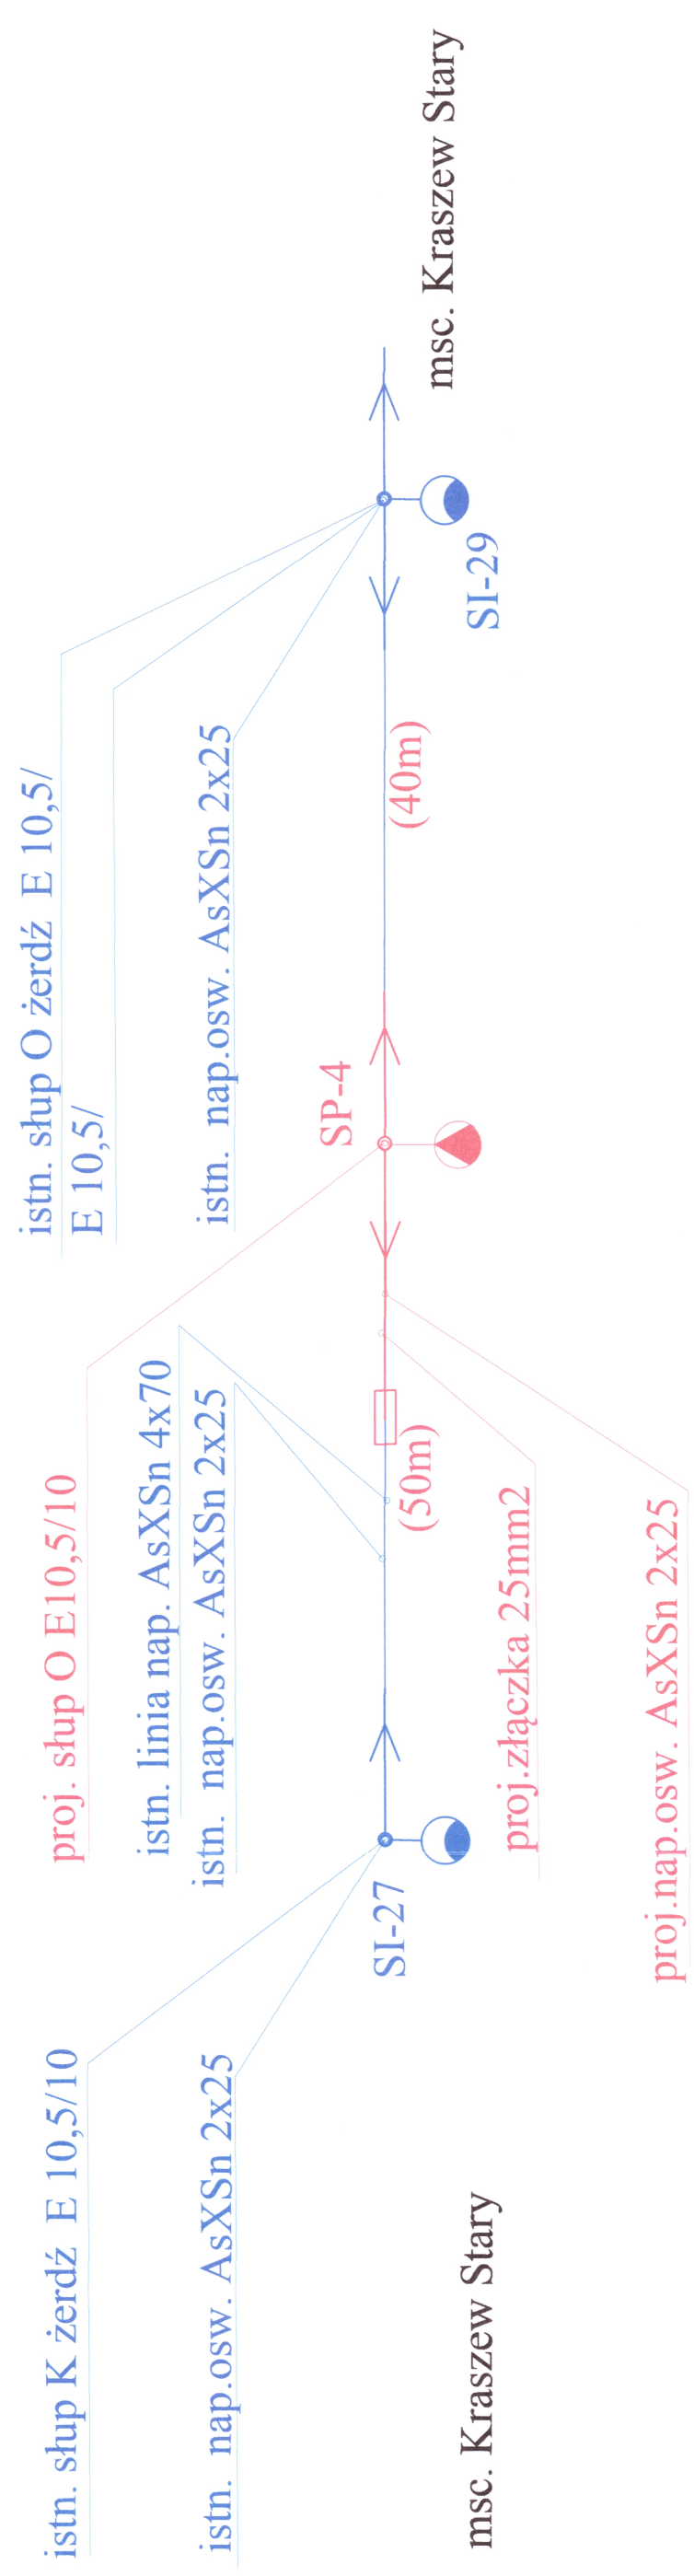 istn. słup K żerdź E 10,5/10
istn. nap.osw. AsXSn 2x25
msc. Kraszew Stary
SI-27
proj. słup O E10,5/10
istn. linia nap. AsXSn 4x70
istn. nap.osw. AsXSn 2x25
(50m)
proj.złączka 25mm2
proj.nap.osw. AsXSn 2x25
SP-4
istn. słup O żerdź E 10,5/
E 10,5/
istn. nap.osw. AsXSn 2x25
(40m)
SI-29
msc. Kraszew Stary